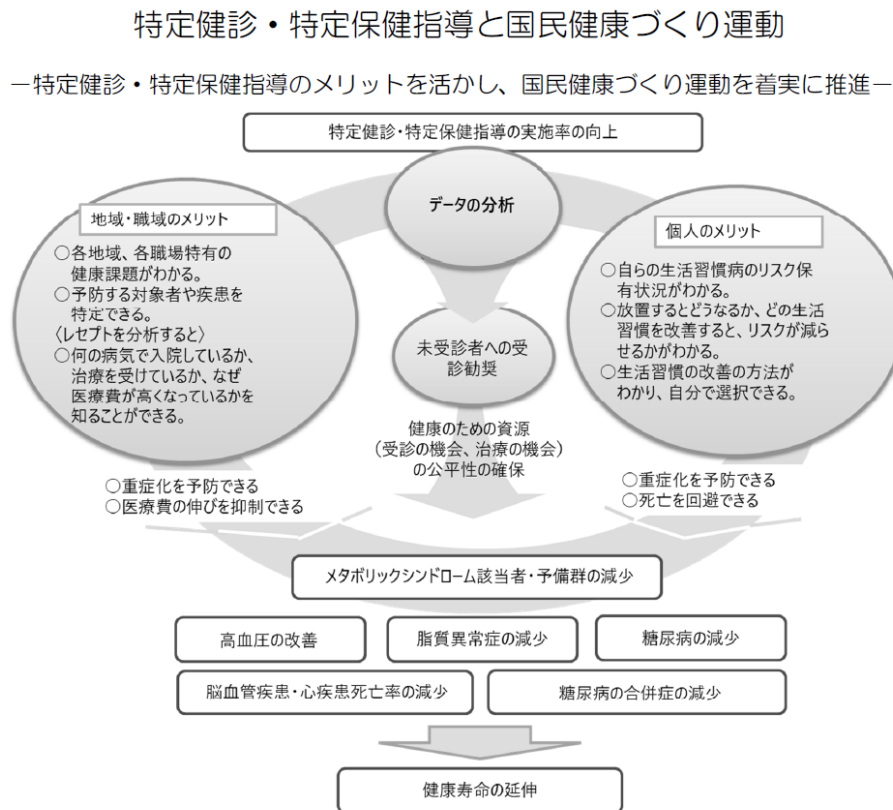 特定健診・特定保健指導と国民健康づくり運動
－特定健診・特定保健指導のメリットを活かし、国民健康づくり運動を着実に推進－
特定健診・特定保健指導の実施率の向上
データの分析
地域・職域のメリット
○各地域、各職場特有の
健康課題がわかる。
○予防する対象者や疾患を
特定できる。
〈レセプトを分析すると〉
○何の病気で入院しているか、
治療を受けているか、なぜ
医療費が高くなっているかを
知ることができる。
個人のメリット
○自らの生活習慣病のリスク保
有状況がわかる。
○放置するとどうなるか、どの生活
習慣を改善すると、リスクが減ら
せるかがわかる。
○生活習慣の改善の方法が
わかり、自分で選択できる。
未受診者への受
診勧奨
健康のための資源
（受診の機会、治療の機会）
の公平性の確保
○重症化を予防できる
○医療費の伸びを抑制できる
○重症化を予防できる
○死亡を回避できる
メタボリックシンドローム該当者・予備群の減少
高血圧の改善
脂質異常症の減少
糖尿病の減少
脳血管疾患・心疾患死亡率の減少
糖尿病の合併症の減少
健康寿命の延伸